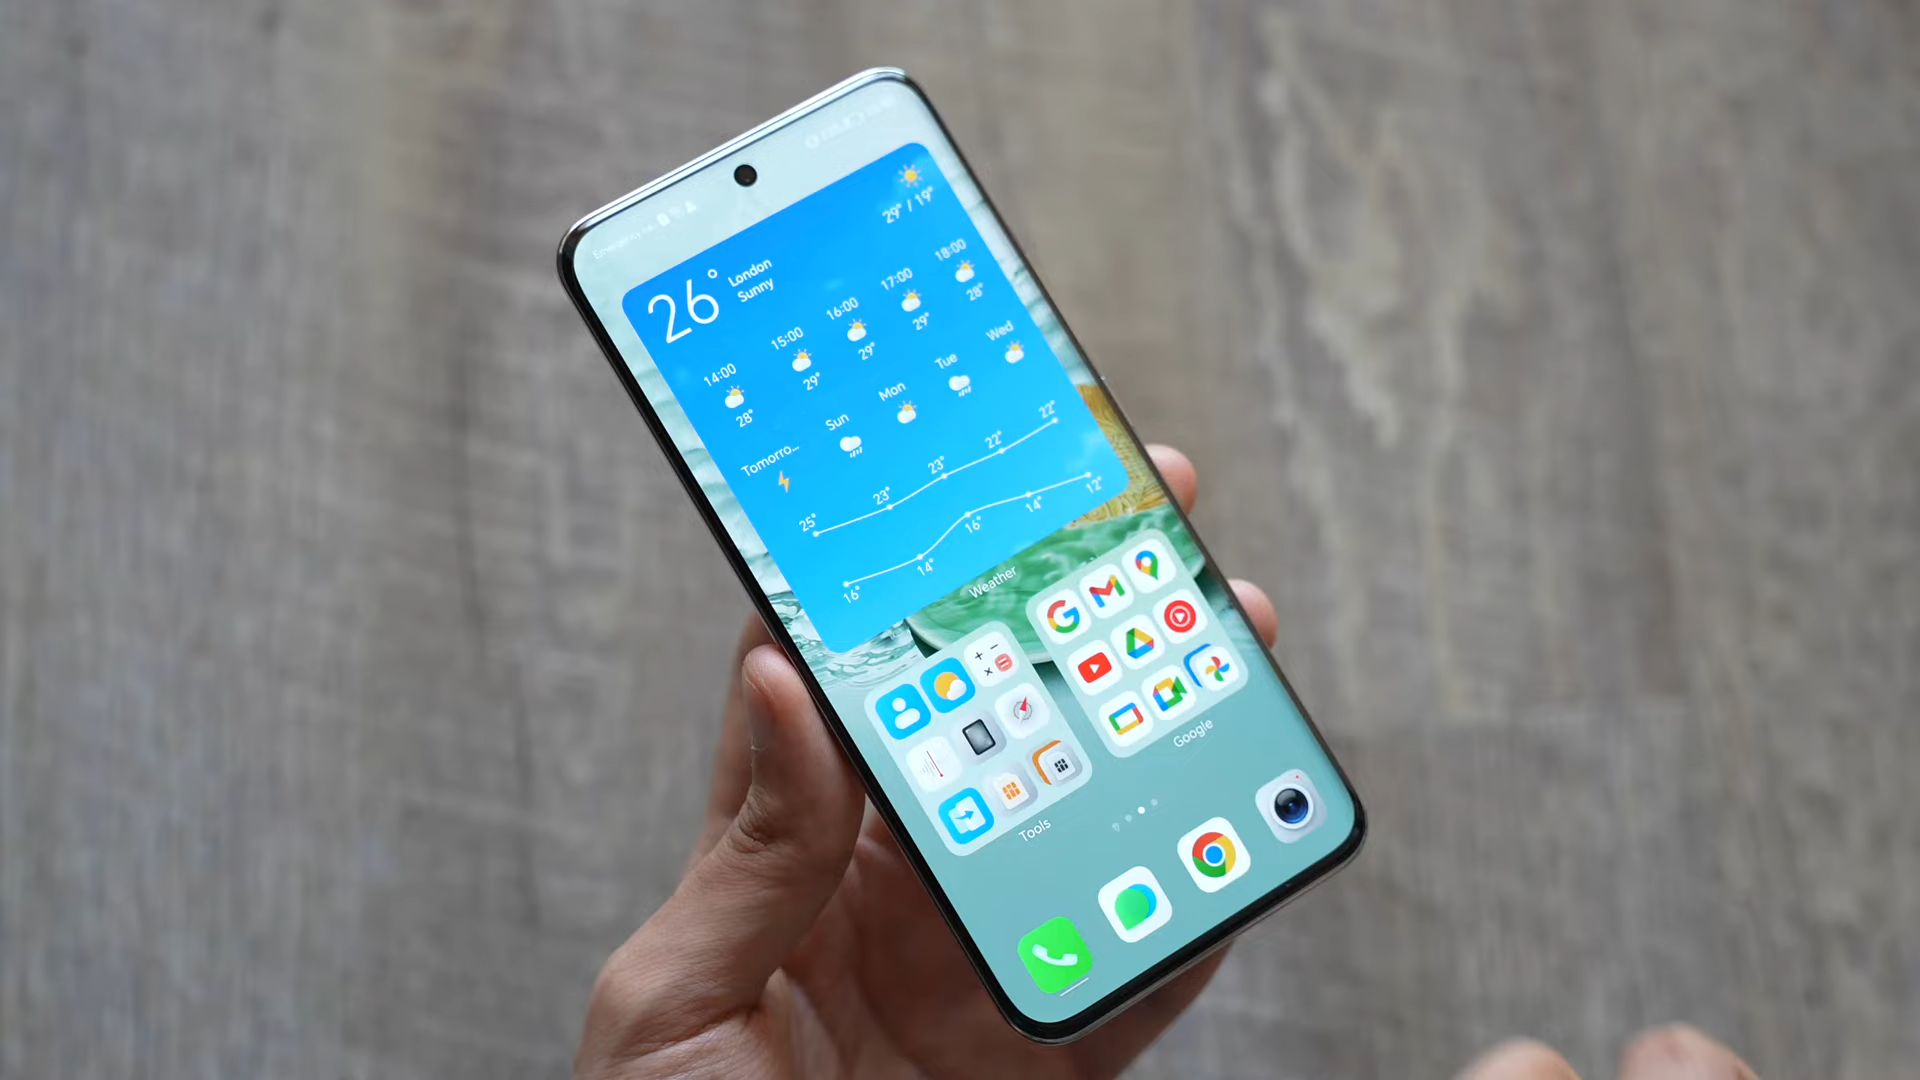 Emergency
29° / 19°
26°
London
Sunny
14:00 15:00 16:00 17:00 18:00
28° 29° 29° 29° 28°
Tomorro... Sun Mon Tue Wed
25° 23° 23° 22° 22°
16° 14° 16° 14° 12°
Weather
Tools
Google